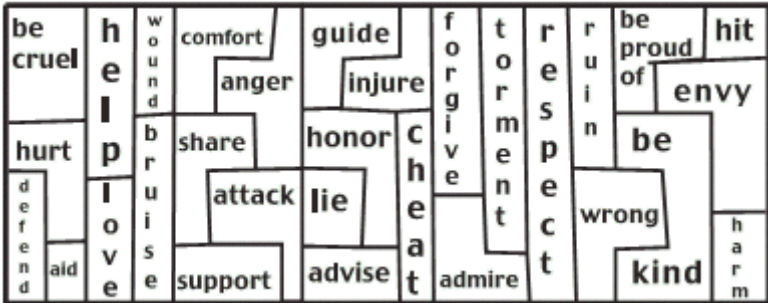 be
cruel
hurt
defend
aid
help
love
wound
bruise
comfort
anger
share
attack
support
guide
injure
honor
lie
advise
cheat
forgive
admire
torment
respect
ruin
wrong
be
proud
of
hit
envy
be
kind
harm